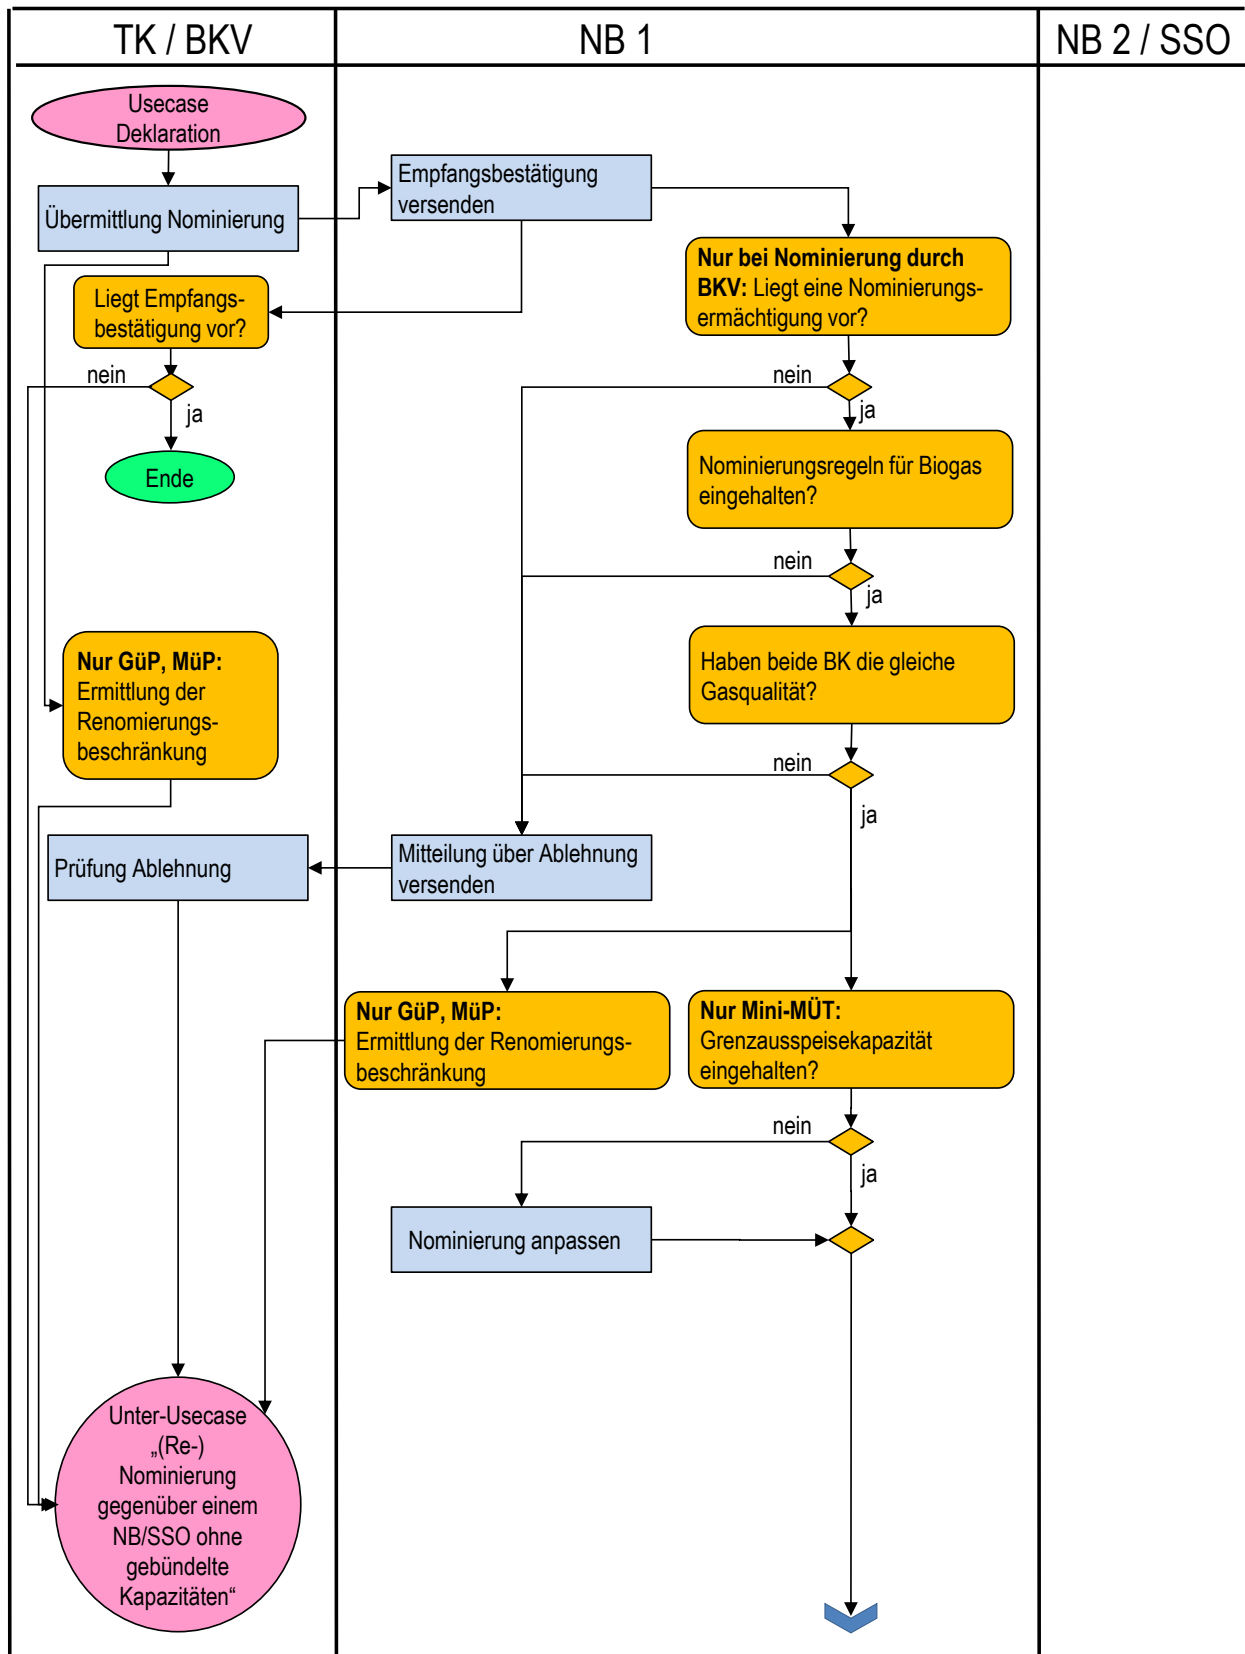 TK / BKV
NB 1
NB 2 / SSO
Usecase
Deklaration
Übermittlung Nominierung
Empfangsbestätigung
versenden
Nur bei Nominierung durch
BKV: Liegt eine Nominierungs-
ermächtigung vor?
Liegt Empfangs-
bestätigung vor?
nein
ja
Ende
nein
ja
Nominierungsregeln für Biogas
eingehalten?
nein
ja
Haben beide BK die gleiche
Gasqualität?
nein
ja
Nur GüP, MüP:
Ermittlung der
Renomierungs-
beschränkung
Prüfung Ablehnung
Mitteilung über Ablehnung
versenden
Nur GüP, MüP:
Ermittlung der Renomierungs-
beschränkung
Nur Mini-MÜT:
Grenzausspeisekapazität
eingehalten?
nein
ja
Nominierung anpassen
Unter-Usecase
„(Re-)
Nominierung
gegenüber einem
NB/SSO ohne
gebündelte
Kapazitäten“